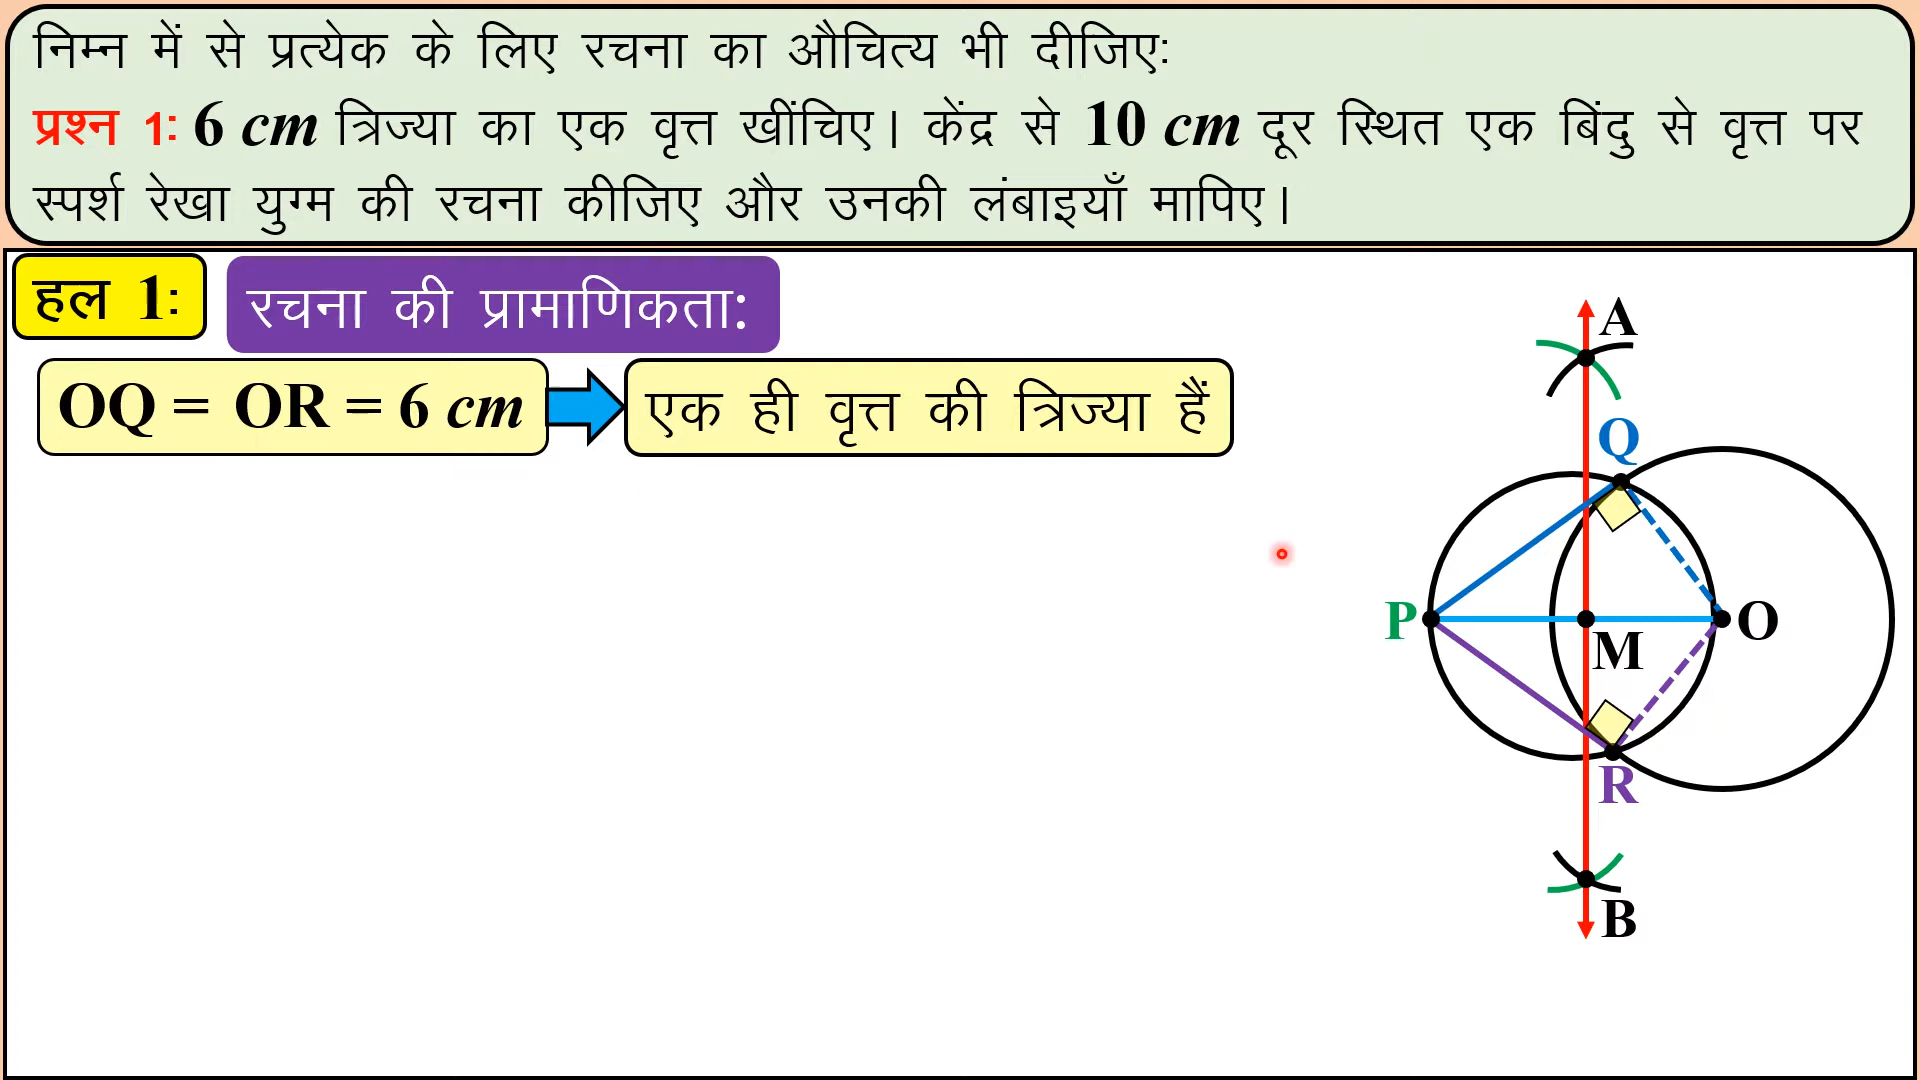 निम्न में से प्रत्येक के लिए रचना का औचित्य भी दीजिए:
प्रश्न 1: 6 cm त्रिज्या का एक वृत्त खींचिए। केंद्र से 10 cm दूर स्थित एक बिंदु से वृत्त पर
स्पर्श रेखा युग्म की रचना कीजिए और उनकी लंबाइयाँ मापिए।
हल 1:
रचना की प्रामाणिकता:
OQ = OR = 6 cm
एक ही वृत्त की त्रिज्या हैं
A
Q
P
M
O
R
B